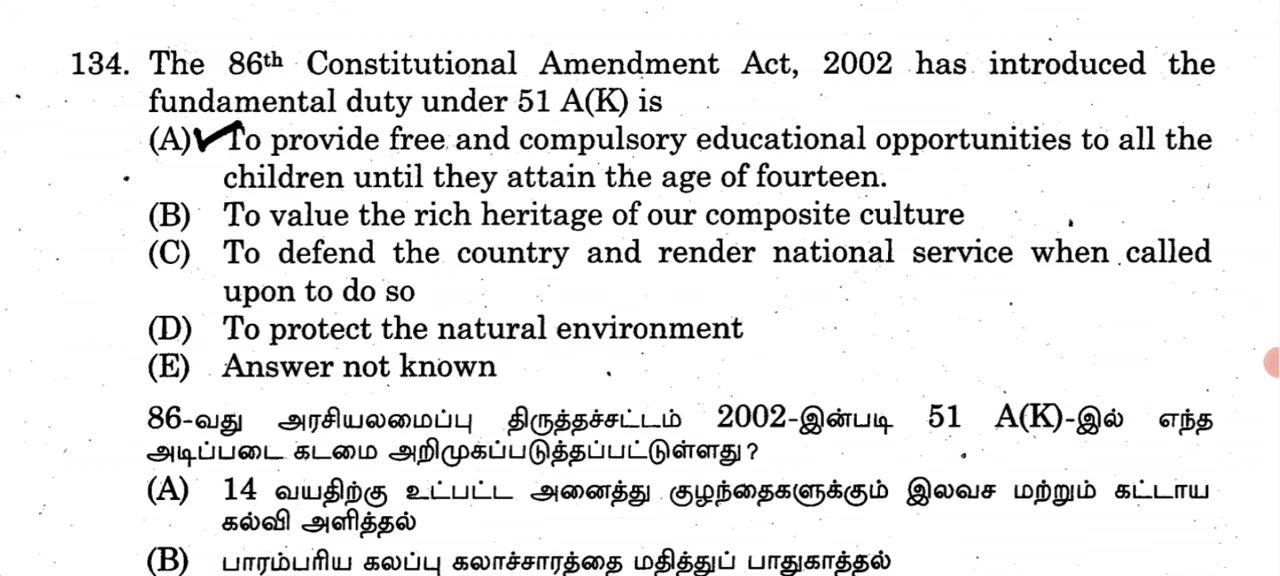 134. The 86th Constitutional Amendment Act, 2002 has introduced the
fundamental duty under 51 A(K) is
(A) To provide free and compulsory educational opportunities to all the
children until they attain the age of fourteen.
(B) To value the rich heritage of our composite culture
(C) To defend the country and render national service when called
upon to do so
(D) To protect the natural environment
(E) Answer not known
86-வது அரசியலமைப்பு திருத்தச்சட்டம் 2002-இன்படி 51 A(K)-இல் எந்த
அடிப்படை கடமை அறிமுகப்படுத்தப்பட்டுள்ளது?
(A) 14 வயதிற்கு உட்பட்ட அனைத்து குழந்தைகளுக்கும் இலவச மற்றும் கட்டாய
கல்வி அளித்தல்
(B) பாரம்பரிய கலப்பு கலாச்சாரத்தை மதித்துப் பாதுகாத்தல்